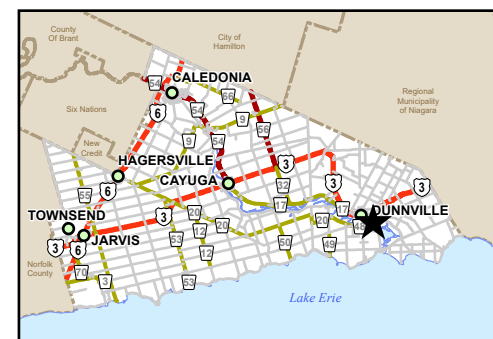 County
Of Brant
City of
Hamilton
54
CALEDONIA
66
6
54
Regional
Municipality
of Niagara
Six Nations
9
56
New
Credit
9
54
HAGERSVILLE
3
CAYUGA
32
3
3
55
6
17
17
DUNNVILLE
TOWNSEND
3
20
20
20
48
JARVIS
12
53
12
50
49
3
6
Norfolk
County
70
3
53
Lake Erie